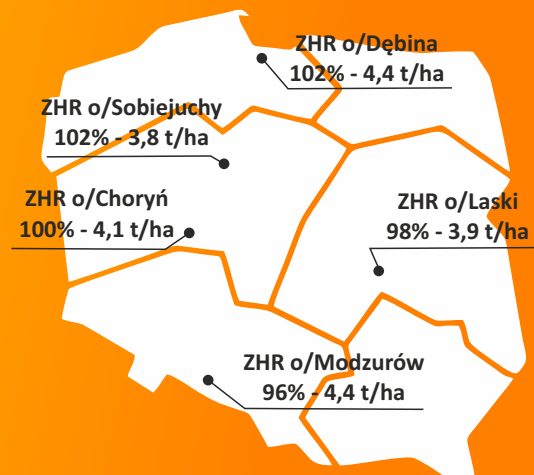 ZHR o/Dębina
102% - 4,4 t/ha
ZHR o/Sobiejuchy
102% - 3,8 t/ha
ZHR o/Choryń
100% - 4,1 t/ha
ZHR o/Laski
98% - 3,9 t/ha
ZHR o/Modzurów
96% - 4,4 t/ha